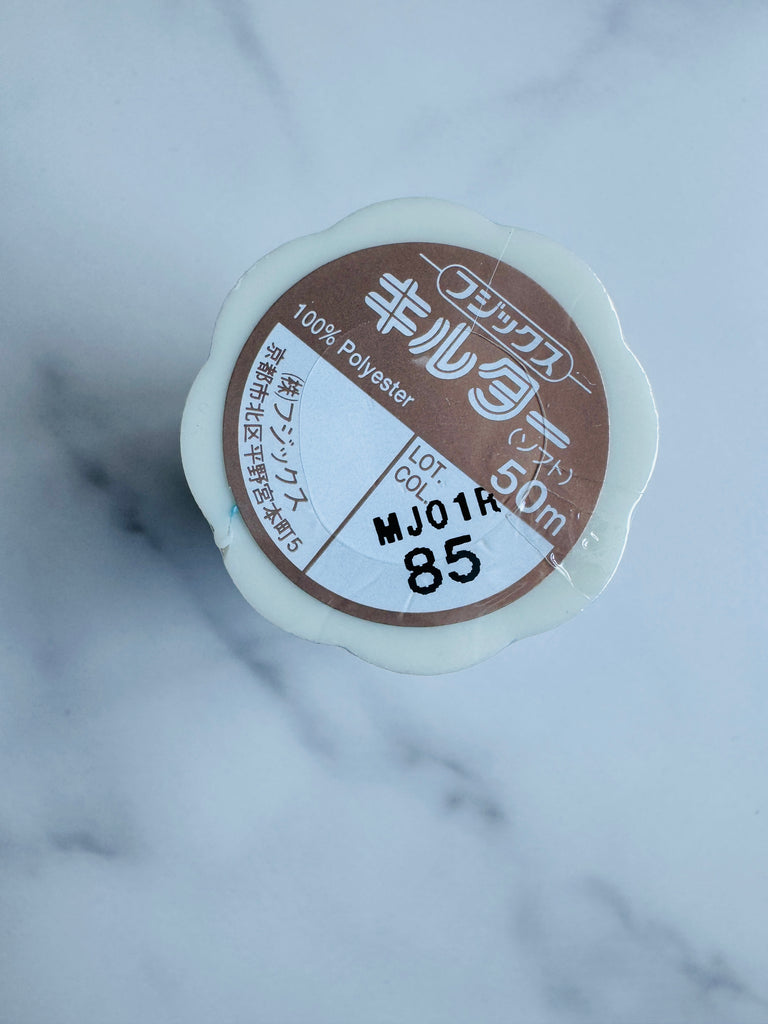 フジックス
キルター
(ソフト)
50m
100% Polyester
(株)フジックス
京都市北区平野宮本町5
LOT.
COL.
MJ01R
85